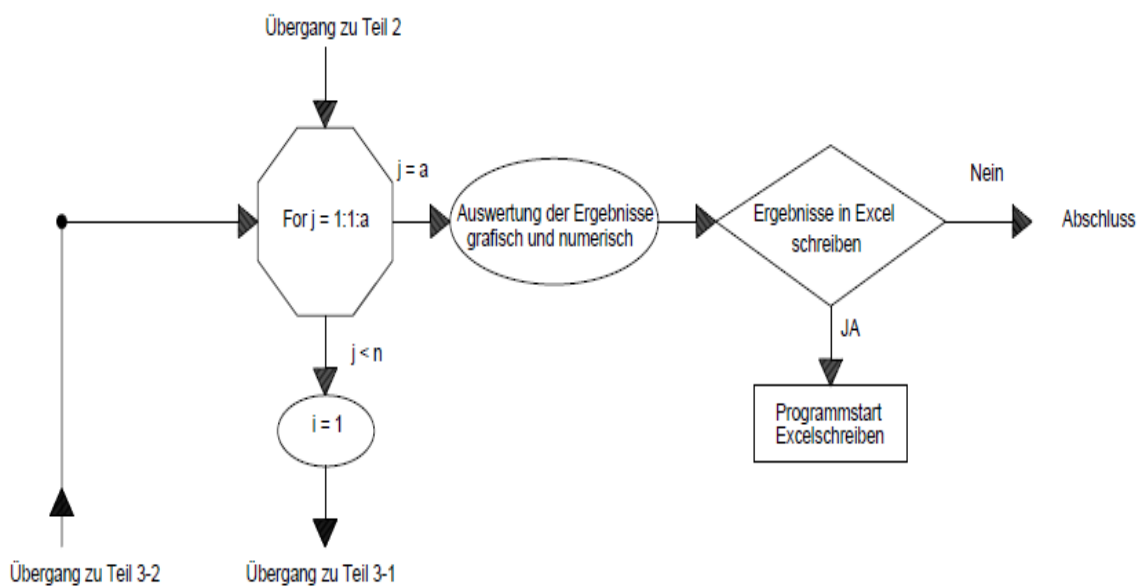 Übergang zu Teil 2
For j = 1:1:a
j = a
Auswertung der Ergebnisse
grafisch und numerisch
Ergebnisse in Excel
schreiben
Nein
Abschluss
JA
Programmstart
Excelschreiben
j < n
i = 1
Übergang zu Teil 3-2
Übergang zu Teil 3-1